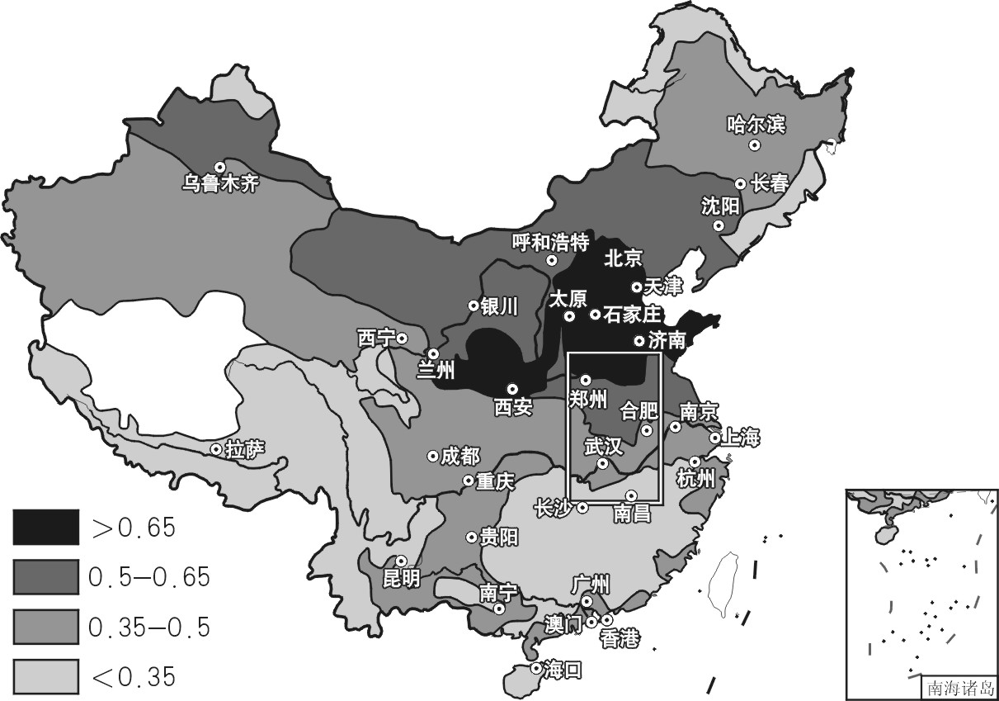 哈尔滨
长春
乌鲁木齐
沈阳
呼和浩特
北京
天津
太原
银川
石家庄
西宁
济南
兰州
郑州
西安
合肥
南京
上海
武汉
拉萨
成都
杭州
重庆
长沙
南昌
>0.65
贵阳
0.5—0.65
昆明
南宁
广州
澳门
香港
0.35—0.5
海口
<0.35
南海诸岛